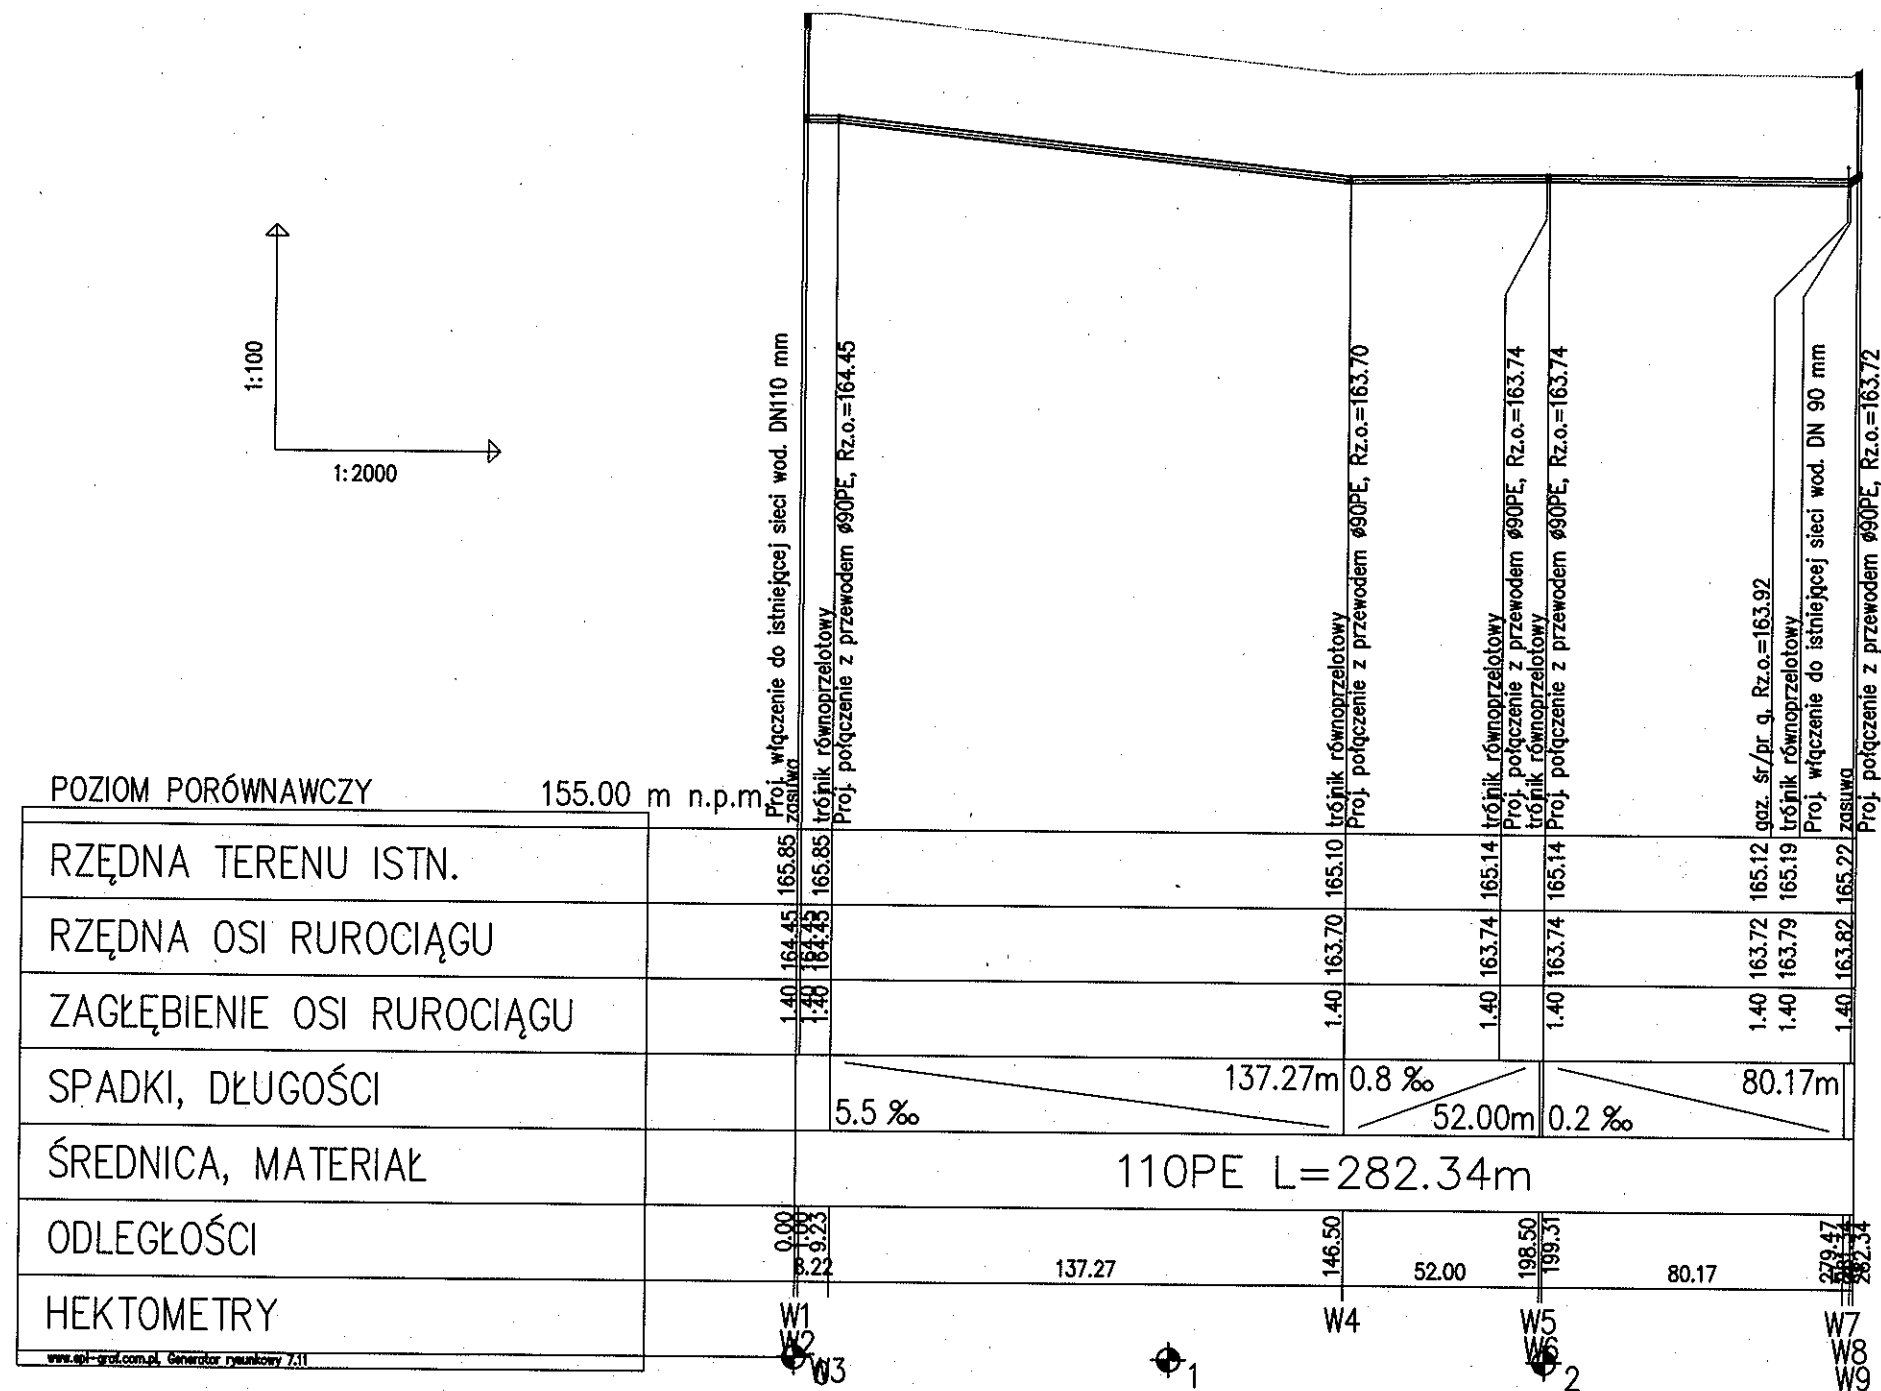 1:100
1:2000
Proj. włączenie do istniejącej sieci wod. DN110 mm
zasuwa
trójnik równoprzelotowy
Proj. połączenie z przewodem ø90PE, Rz.o.=164.45
trójnik równoprzelotowy
Proj. połączenie z przewodem ø90PE, Rz.o.=163.70
trójnik równoprzelotowy
Proj. połączenie z przewodem ø90PE, Rz.o.=163.74
trójnik równoprzelotowy
Proj. połączenie z przewodem ø90PE, Rz.o.=163.74
gaz. śr/pr g, Rz.o.=163.92
trójnik równoprzelotowy
Proj. włączenie do istniejącej sieci wod. DN 90 mm
zasuwa
Proj. połączenie z przewodem ø90PE, Rz.o.=163.72
POZIOM PORÓWNAWCZY 155.00 m n.p.m.
RZĘDNA TERENU ISTN. 165.85 165.85 165.10 165.14 165.14 165.12 165.19 165.22
RZĘDNA OSI RUROCIĄGU 164.45 164.45 164.45 163.70 163.74 163.74 163.72 163.79 163.82
ZAGŁĘBIENIE OSI RUROCIĄGU 1.40 1.40 1.40 1.40 1.40 1.40 1.40 1.40 1.40
SPADKI, DŁUGOŚCI 5.5 ‰ 137.27m 0.8 ‰ 52.00m 0.2 ‰ 80.17m
ŚREDNICA, MATERIAŁ 110PE L=282.34m
ODLEGŁOŚCI 0.00 1.00 9.23 146.50 198.50 199.31 279.47 282.34
8.22 137.27 52.00 80.17
HEKTOMETRY W1 W2 W3 W4 W5 W6 W7 W8 W9
0 1 2
www.epi-graf.com.pl, Generator rysunkowy 7.11